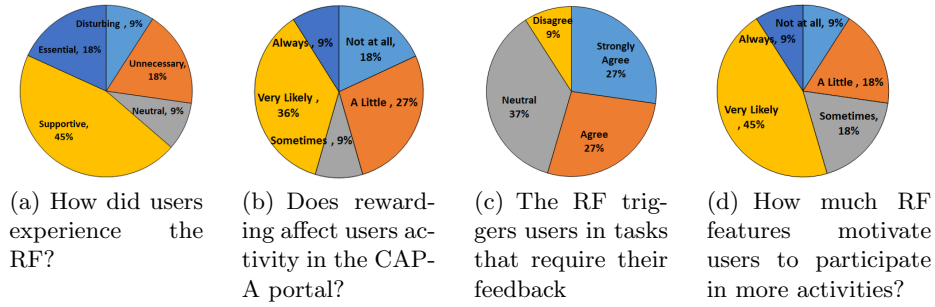 Disturbing , 9%
Essential, 18%
Unnecessary,
18%
Neutral, 9%
Supportive,
45%
Always, 9%
Not at all,
18%
Very Likely ,
36%
A Little , 27%
Sometimes , 9%
Disagree
9%
Strongly
Agree
27%
Neutral
37%
Agree
27%
Not at all, 9%
Always, 9%
A Little , 18%
Very Likely
, 45%
Sometimes,
18%
(a) How did users
experience the
RF?
(b) Does reward-
ing affect users ac-
tivity in the CAP-
A portal?
(c) The RF trig-
gers users in tasks
that require their
feedback
(d) How much RF
features motivate
users to participate
in more activities?